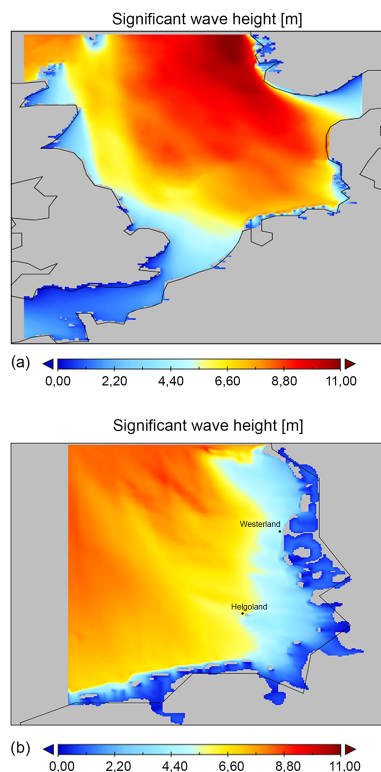 Significant wave height [m]
(a)
0,00 2,20 4,40 6,60 8,80 11,00
Significant wave height [m]
Westerland
Helgoland
(b)
0,00 2,20 4,40 6,60 8,80 11,00